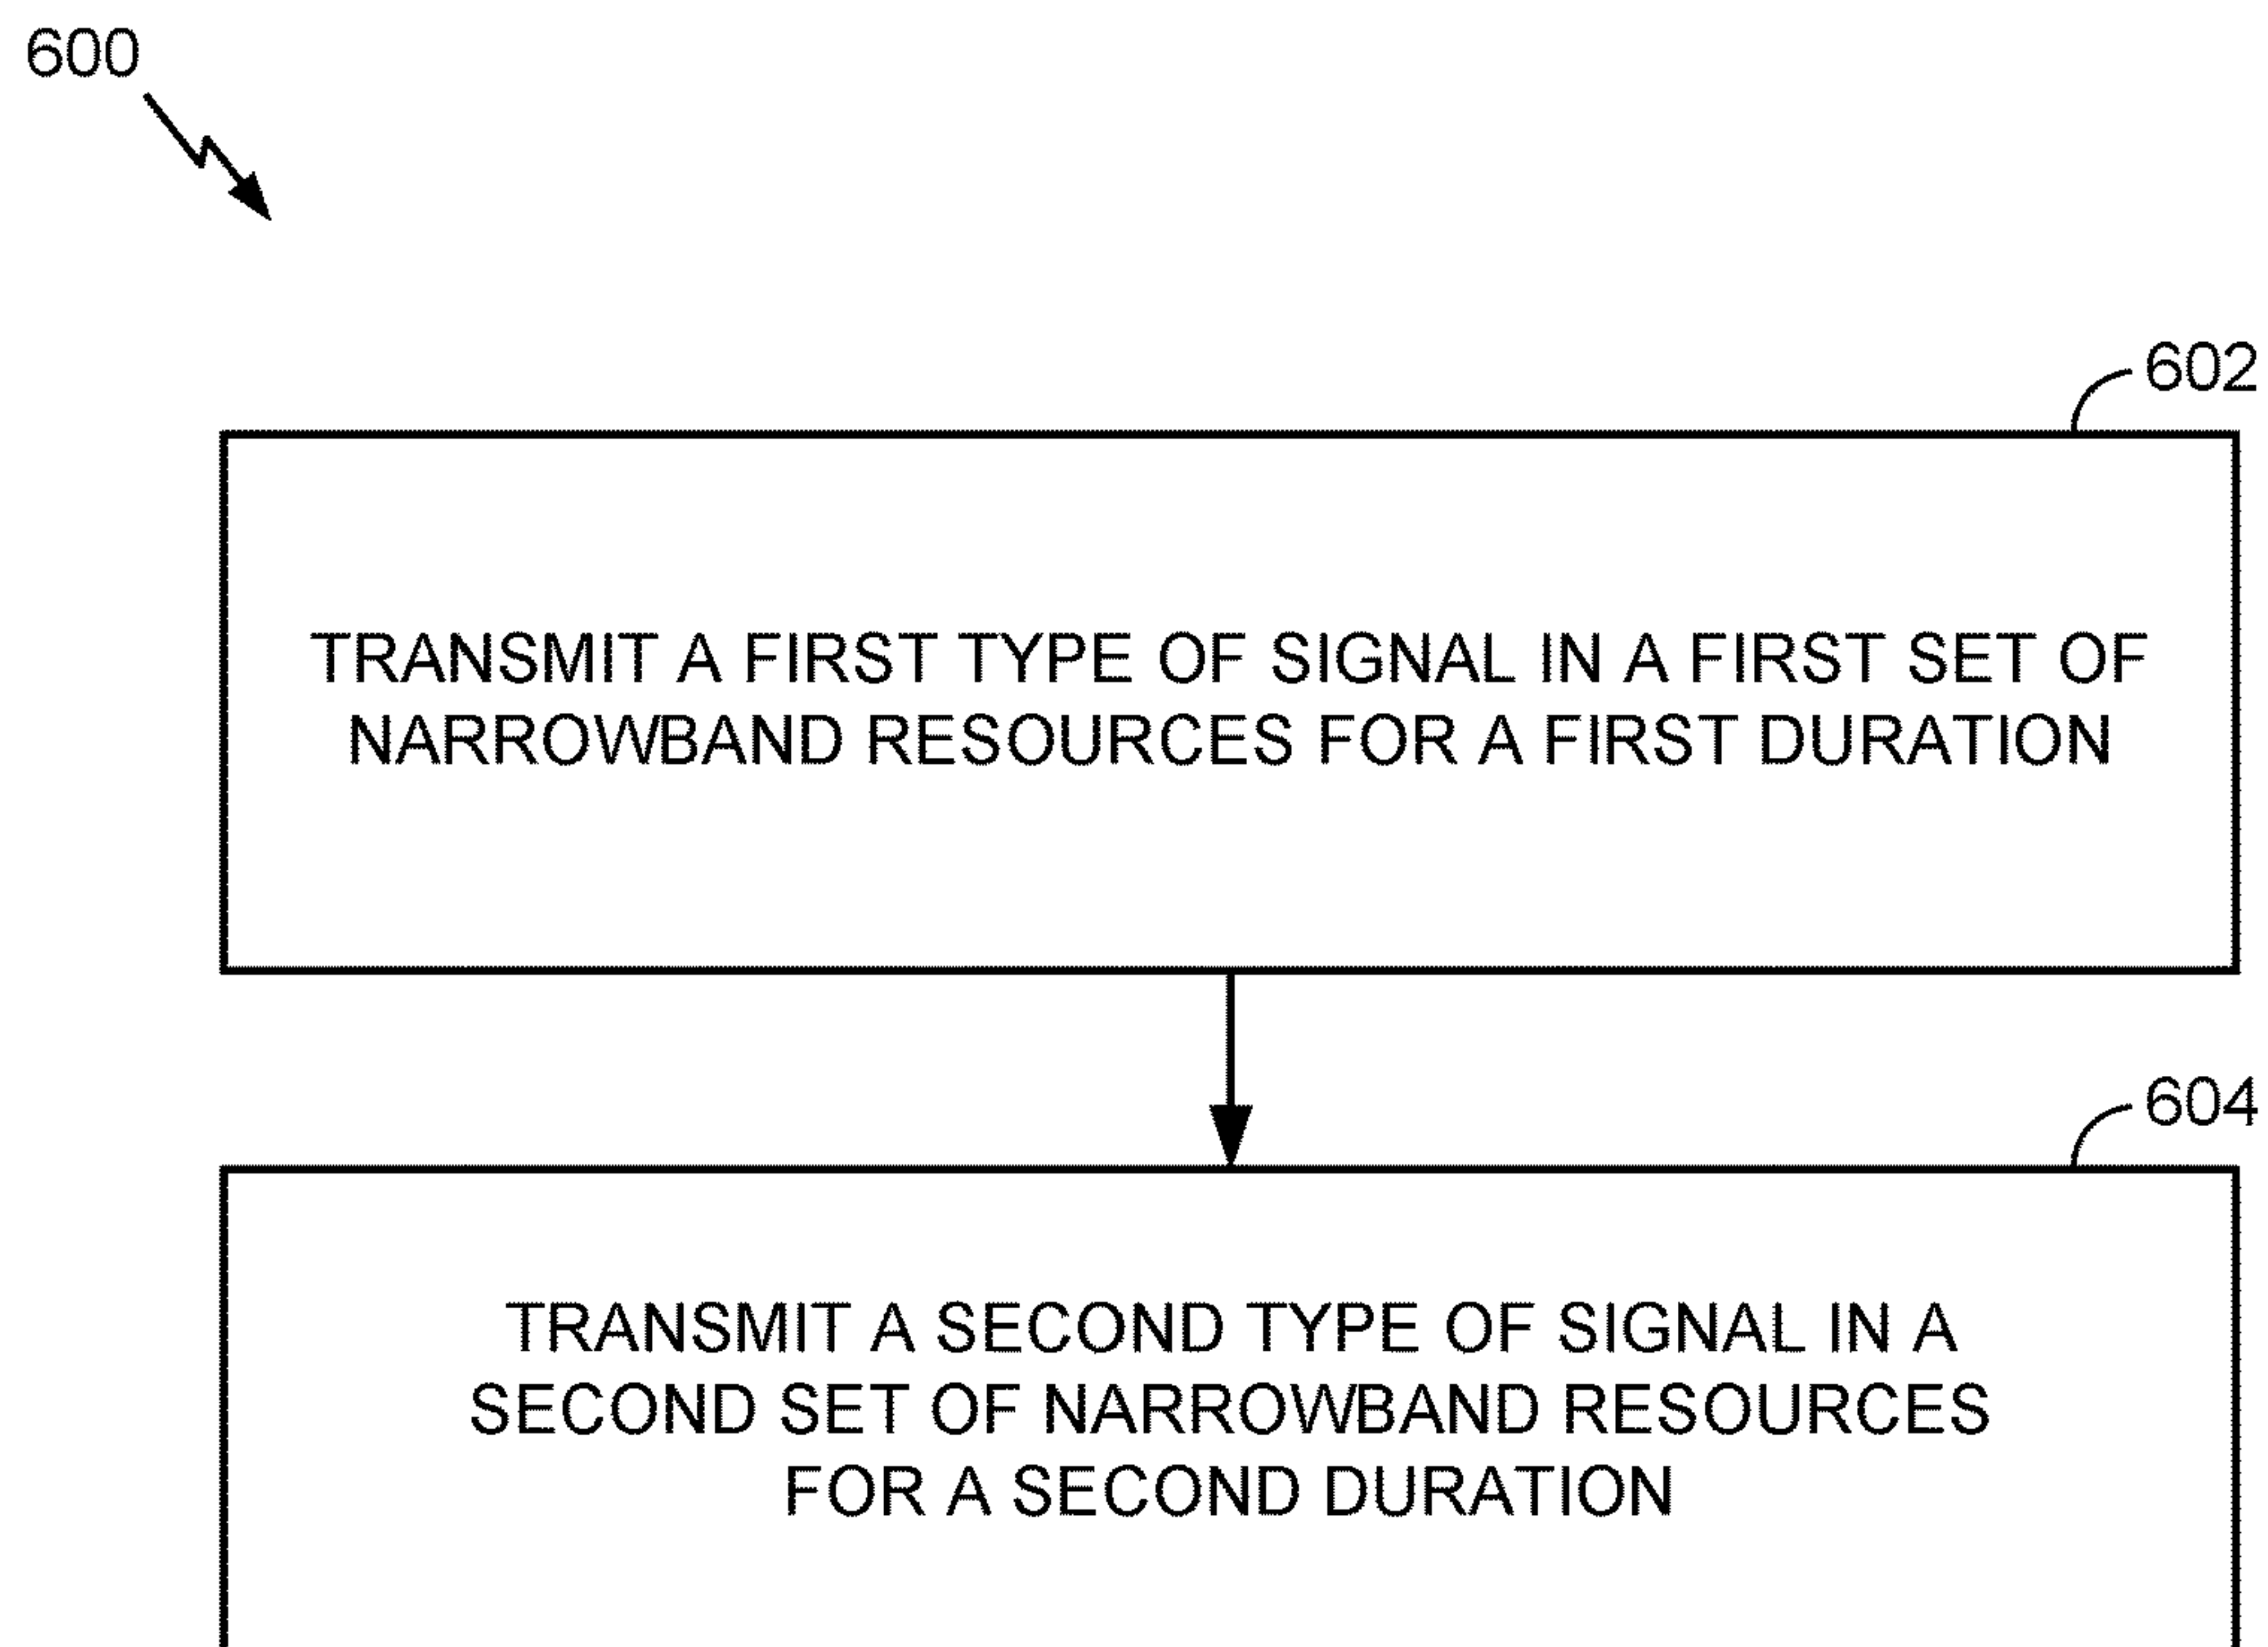 600
602
TRANSMIT A FIRST TYPE OF SIGNAL IN A FIRST SET OF
NARROWBAND RESOURCES FOR A FIRST DURATION
604
TRANSMIT A SECOND TYPE OF SIGNAL IN A
SECOND SET OF NARROWBAND RESOURCES
FOR A SECOND DURATION